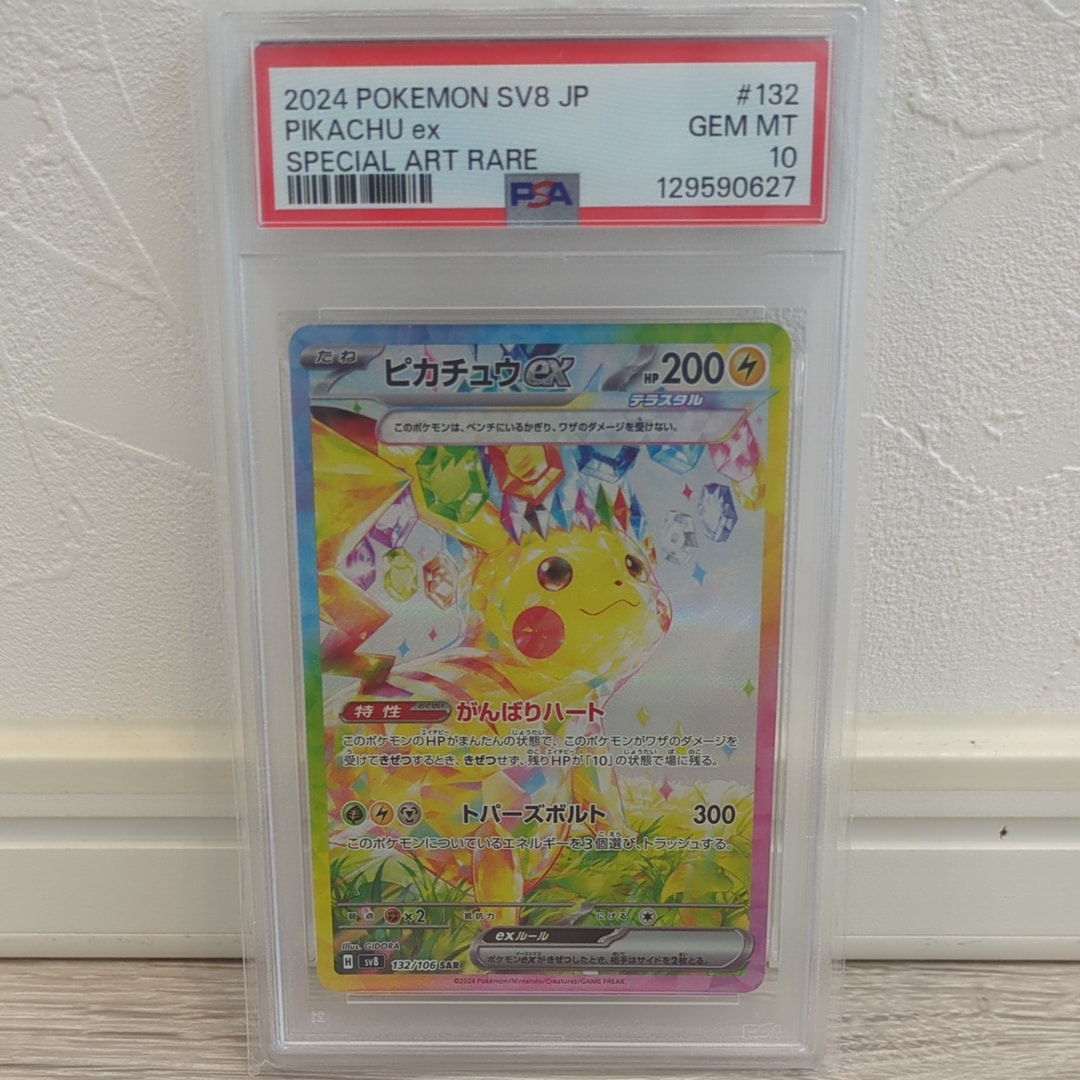 2024 POKEMON SV8 JP #132
PIKACHU ex GEM MT
SPECIAL ART RARE 10
PSA 129590627
たね ピカチュウex HP200
テラスタル
このポケモンは、ベンチにいるかぎり、ワザのダメージを受けない。
特性 がんばりハート
このポケモンのHPがまんたんの状態で、このポケモンがワザのダメージを
受けてきぜつするとき、きぜつせず、残りHPが「10」の状態で場に残る。
トパーズボルト 300
このポケモンについているエネルギーを3個選び、トラッシュする。
弱点 ×2 抵抗力 にげる
exルール
ポケモンexがきぜつしたとき、相手はサイドを2枚とる。
Illus. GIDORA
H sv8 132/106 SAR
©2024 Pokémon/Nintendo/Creatures/GAME FREAK.